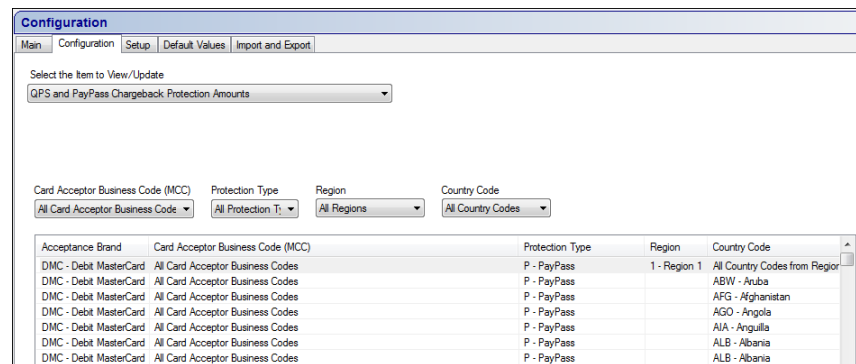 Configuration
Main Configuration Setup Default Values Import and Export
Select the Item to View/Update
QPS and PayPass Chargeback Protection Amounts
Card Acceptor Business Code (MCC) Protection Type Region Country Code
All Card Acceptor Business Code All Protection Ty All Regions All Country Codes
Acceptance Brand Card Acceptor Business Code (MCC) Protection Type Region Country Code
DMC - Debit MasterCard All Card Acceptor Business Codes P - PayPass 1 - Region 1 All Country Codes from Region
DMC - Debit MasterCard All Card Acceptor Business Codes P - PayPass ABW - Aruba
DMC - Debit MasterCard All Card Acceptor Business Codes P - PayPass AFG - Afghanistan
DMC - Debit MasterCard All Card Acceptor Business Codes P - PayPass AGO - Angola
DMC - Debit MasterCard All Card Acceptor Business Codes P - PayPass AIA - Anguilla
DMC - Debit MasterCard All Card Acceptor Business Codes P - PayPass ALB - Albania
DMC - Debit MasterCard All Card Acceptor Business Codes P - PayPass ALB - Albania